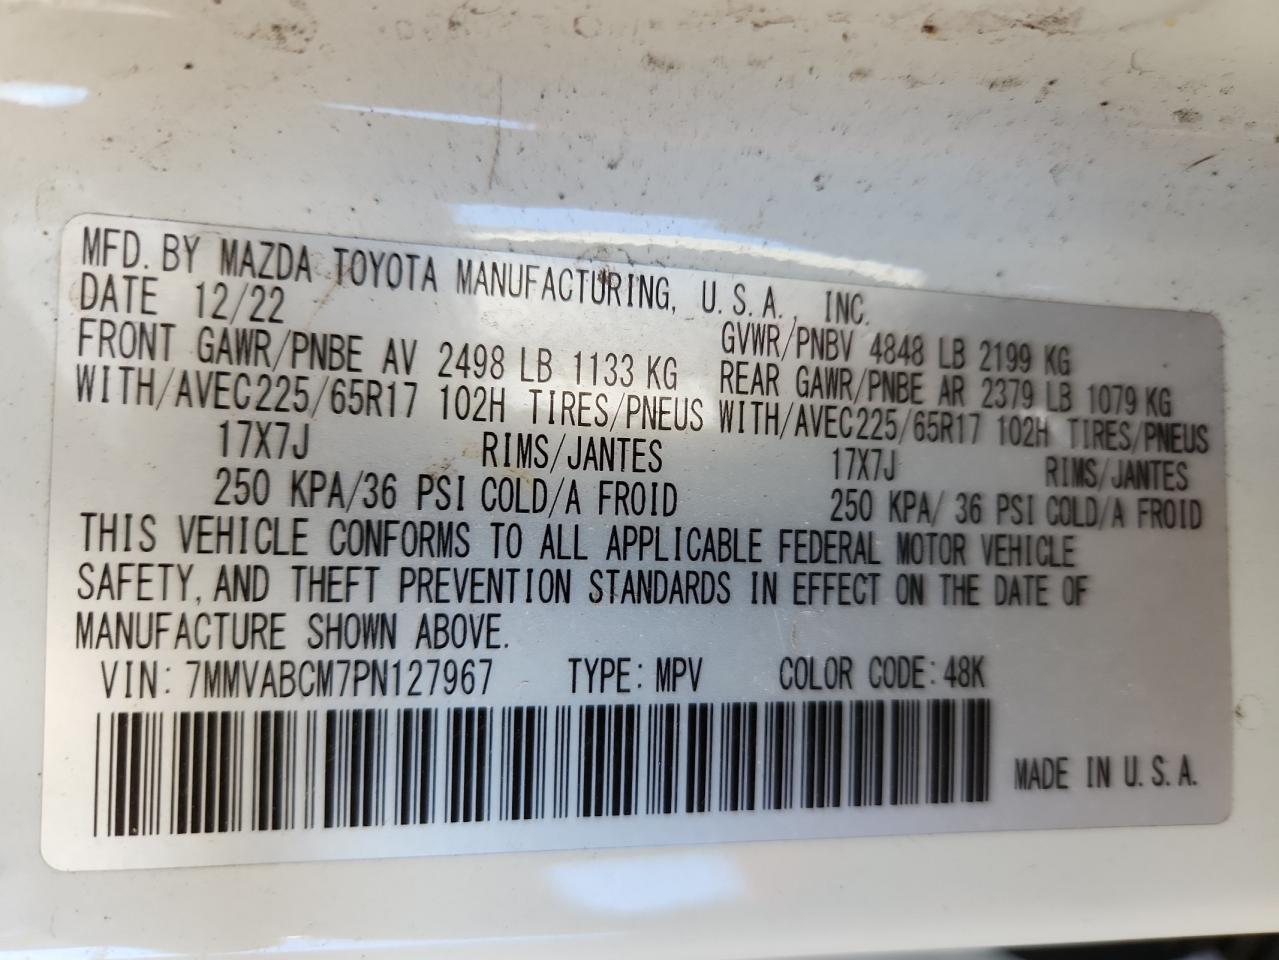 MFD. BY MAZDA TOYOTA MANUFACTURING, U.S.A., INC.
DATE 12/22
GVWR/PNBV 4848 LB 2199 KG
FRONT GAWR/PNBE AV 2498 LB 1133 KG REAR GAWR/PNBE AR 2379 LB 1079 KG
WITH/AVEC225/65R17 102H TIRES/PNEUS WITH/AVEC225/65R17 102H TIRES/PNEUS
17X7J RIMS/JANTES 17X7J RIMS/JANTES
250 KPA/36 PSI COLD/A FROID 250 KPA/ 36 PSI COLD/A FROID
THIS VEHICLE CONFORMS TO ALL APPLICABLE FEDERAL MOTOR VEHICLE
SAFETY, AND THEFT PREVENTION STANDARDS IN EFFECT ON THE DATE OF
MANUFACTURE SHOWN ABOVE.
VIN: 7MMVABCM7PN127967 TYPE: MPV COLOR CODE: 48K
MADE IN U.S.A.